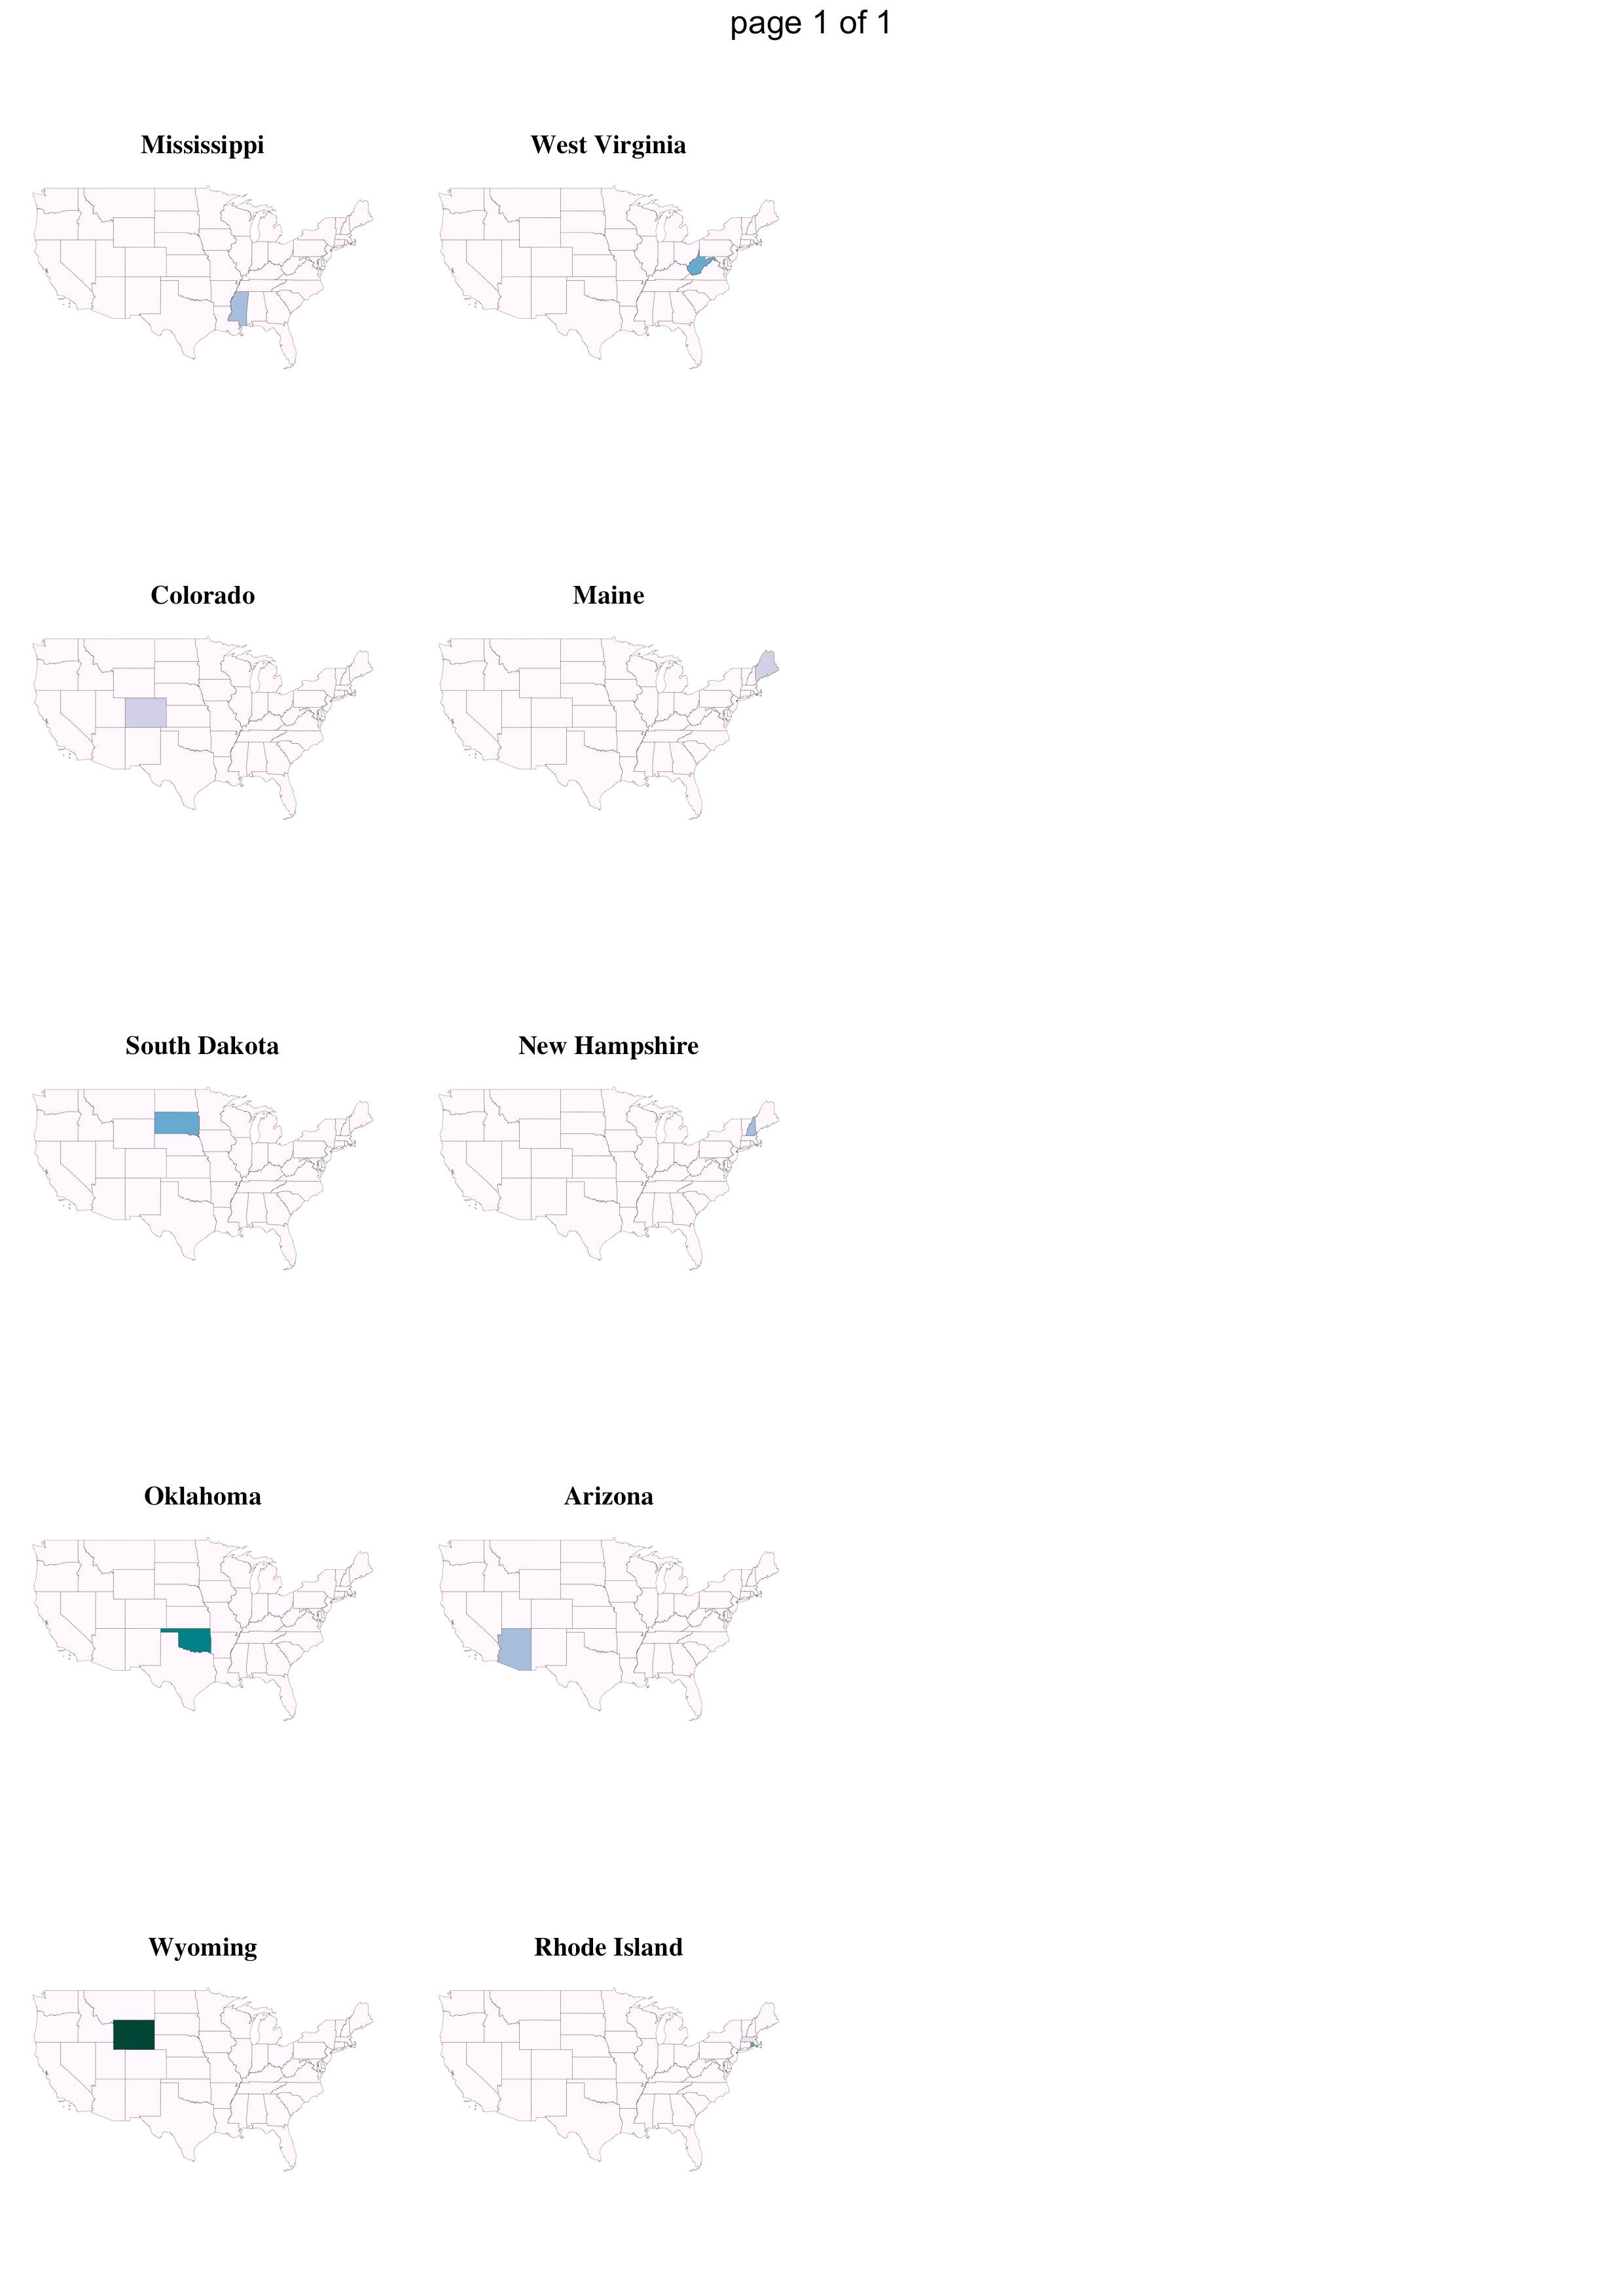 page 1 of 1
Mississippi
West Virginia
Colorado
Maine
South Dakota
New Hampshire
Oklahoma
Arizona
Wyoming
Rhode Island